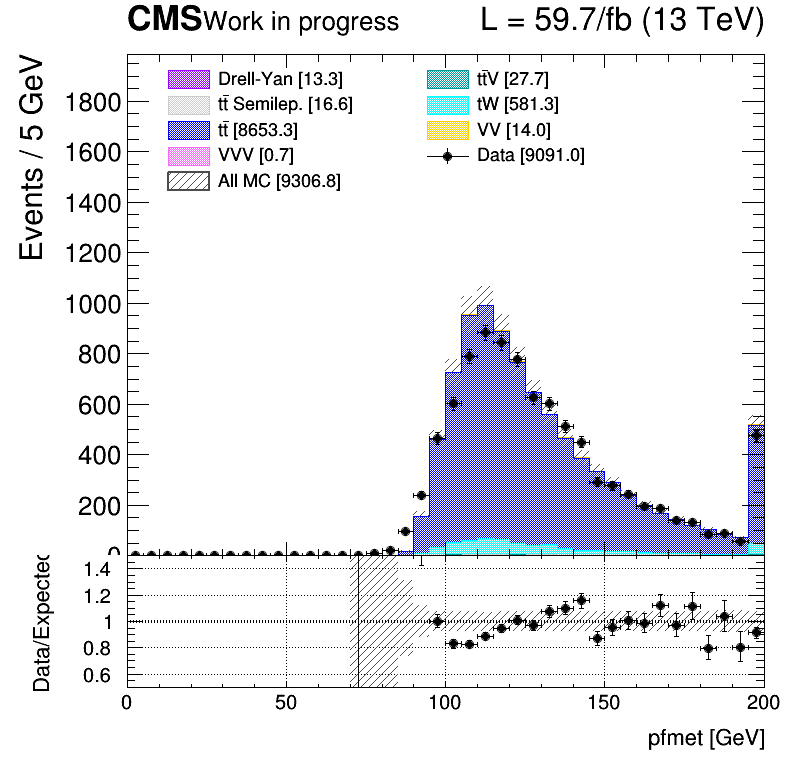 CMS Work in progress L = 59.7/fb (13 TeV)
Drell-Yan [13.3]
tt̄ Semilep. [16.6]
tt̄ [8653.3]
VVV [0.7]
All MC [9306.8]
tt̄V [27.7]
tW [581.3]
VV [14.0]
Data [9091.0]
Events / 5 GeV
1800
1600
1400
1200
1000
800
600
400
200
0
Data/Expected
1.4
1.2
1
0.8
0.6
0 50 100 150 200
pfmet [GeV]